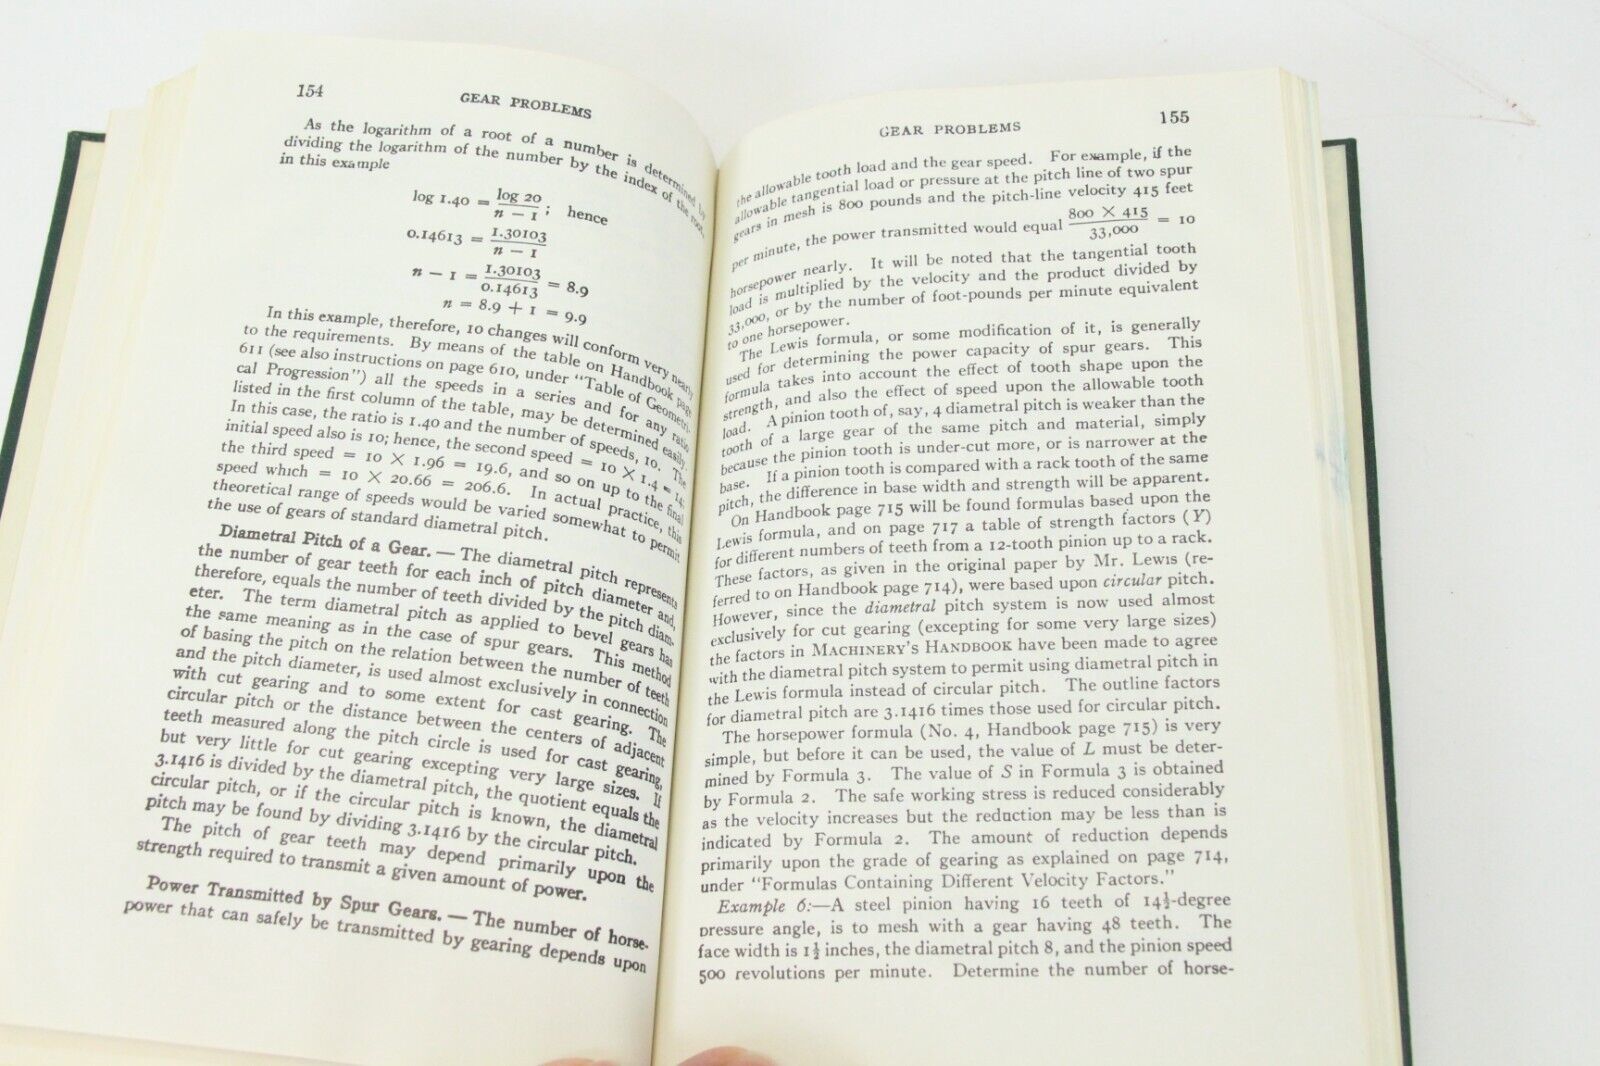 154
GEAR PROBLEMS
As the logarithm of a root of a number is determined by
dividing the logarithm of the number by the index of the root,
in this example
log 1.40 = log 20 / n − 1 ; hence
0.14613 = 1.30103 / n − 1
n − 1 = 1.30103 / 0.14613 = 8.9
n = 8.9 + 1 = 9.9
In this example, therefore, 10 changes will conform very nearly
to the requirements. By means of the table on Handbook page
611 (see also instructions on page 610, under "Table of Geometri-
cal Progression") all the speeds in a series and for any ratio
listed in the first column of the table, may be determined easily.
In this case, the ratio is 1.40 and the number of speeds, 10. The
initial speed also is 10; hence, the second speed = 10 × 1.4 = 14;
the third speed = 10 × 1.96 = 19.6, and so on up to the final
speed which = 10 × 20.66 = 206.6. In actual practice, this
theoretical range of speeds would be varied somewhat to permit
the use of gears of standard diametral pitch.
Diametral Pitch of a Gear. — The diametral pitch represents
the number of gear teeth for each inch of pitch diameter and,
therefore, equals the number of teeth divided by the pitch diam-
eter. The term diametral pitch as applied to bevel gears has
the same meaning as in the case of spur gears. This method
of basing the pitch on the relation between the number of teeth
and the pitch diameter, is used almost exclusively in connection
with cut gearing and to some extent for cast gearing. The
circular pitch or the distance between the centers of adjacent
teeth measured along the pitch circle is used for cast gearing,
but very little for cut gearing excepting very large sizes. If
3.1416 is divided by the diametral pitch, the quotient equals the
circular pitch, or if the circular pitch is known, the diametral
pitch may be found by dividing 3.1416 by the circular pitch.
The pitch of gear teeth may depend primarily upon the
strength required to transmit a given amount of power.
Power Transmitted by Spur Gears. — The number of horse-
power that can safely be transmitted by gearing depends upon
GEAR PROBLEMS
155
the allowable tooth load and the gear speed. For example, if the
allowable tangential load or pressure at the pitch line of two spur
gears in mesh is 800 pounds and the pitch-line velocity 415 feet
per minute, the power transmitted would equal 800 × 415 / 33,000 = 10
horsepower nearly. It will be noted that the tangential tooth
load is multiplied by the velocity and the product divided by
33,000, or by the number of foot-pounds per minute equivalent
to one horsepower.
The Lewis formula, or some modification of it, is generally
used for determining the power capacity of spur gears. This
formula takes into account the effect of tooth shape upon the
strength, and also the effect of speed upon the allowable tooth
load. A pinion tooth of, say, 4 diametral pitch is weaker than the
tooth of a large gear of the same pitch and material, simply
because the pinion tooth is under-cut more, or is narrower at the
base. If a pinion tooth is compared with a rack tooth of the same
pitch, the difference in base width and strength will be apparent.
On Handbook page 715 will be found formulas based upon the
Lewis formula, and on page 717 a table of strength factors (Y)
for different numbers of teeth from a 12-tooth pinion up to a rack.
These factors, as given in the original paper by Mr. Lewis (re-
ferred to on Handbook page 714), were based upon circular pitch.
However, since the diametral pitch system is now used almost
exclusively for cut gearing (excepting for some very large sizes)
the factors in MACHINERY'S HANDBOOK have been made to agree
with the diametral pitch system to permit using diametral pitch in
the Lewis formula instead of circular pitch. The outline factors
for diametral pitch are 3.1416 times those used for circular pitch.
The horsepower formula (No. 4, Handbook page 715) is very
simple, but before it can be used, the value of L must be deter-
mined by Formula 3. The value of S in Formula 3 is obtained
by Formula 2. The safe working stress is reduced considerably
as the velocity increases but the reduction may be less than is
indicated by Formula 2. The amount of reduction depends
primarily upon the grade of gearing as explained on page 714,
under "Formulas Containing Different Velocity Factors."
Example 6:—A steel pinion having 16 teeth of 14½-degree
pressure angle, is to mesh with a gear having 48 teeth. The
face width is 1½ inches, the diametral pitch 8, and the pinion speed
500 revolutions per minute. Determine the number of horse-